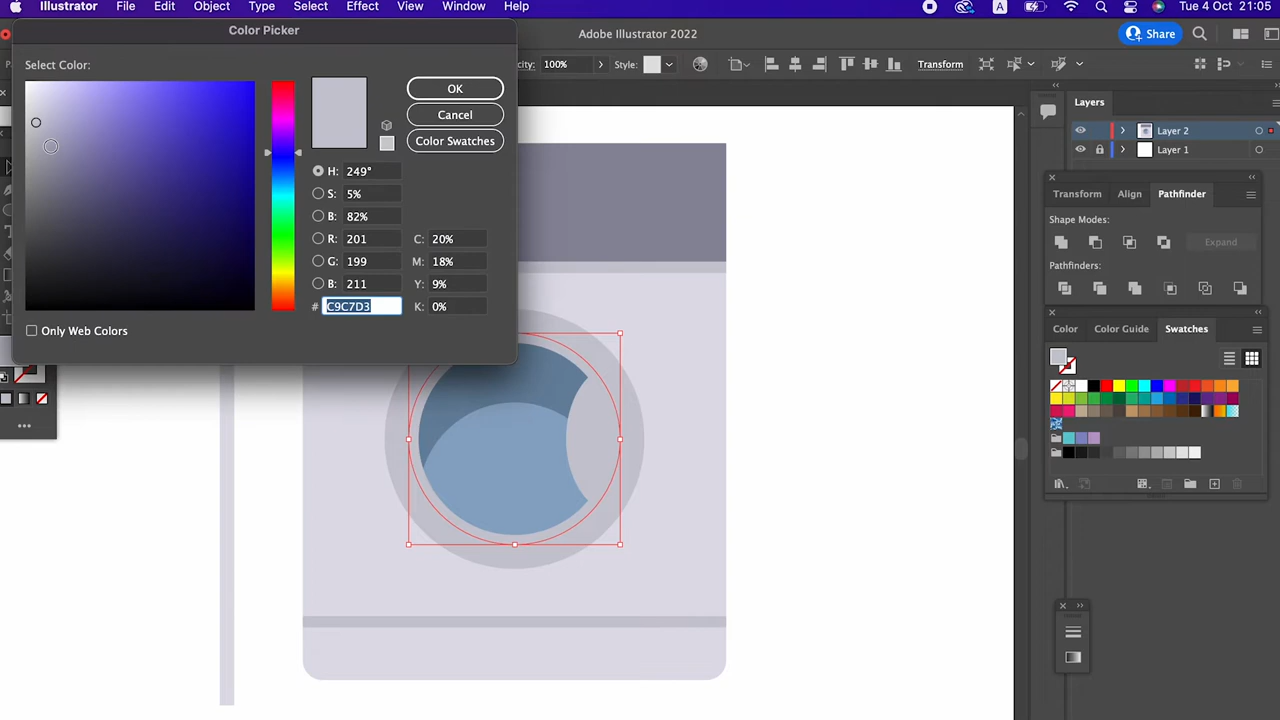 Illustrator File Edit Object Type Select Effect View Window Help A Tue 4 Oct 21:05
Color Picker
Adobe Illustrator 2022
Share
Select Color:
OK
Cancel
Color Swatches
H: 249°
S: 5%
B: 82%
R: 201
G: 199
B: 211
# C9C7D3
C: 20%
M: 18%
Y: 9%
K: 0%
Only Web Colors
100%
Style:
Transform
Layers
Layer 2
Layer 1
Transform Align Pathfinder
Shape Modes:
Expand
Pathfinders:
Color Color Guide Swatches